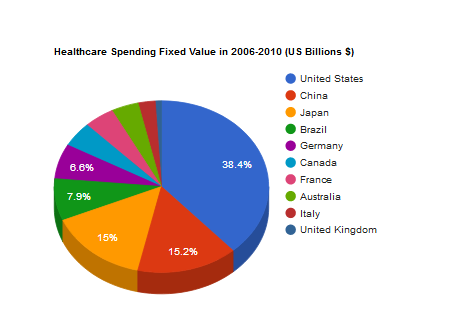 Healthcare Spending Fixed Value in 2006-2010 (US Billions $)
United States
China
Japan
Brazil
Germany
Canada
France
Australia
Italy
United Kingdom
38.4%
15.2%
15%
7.9%
6.6%